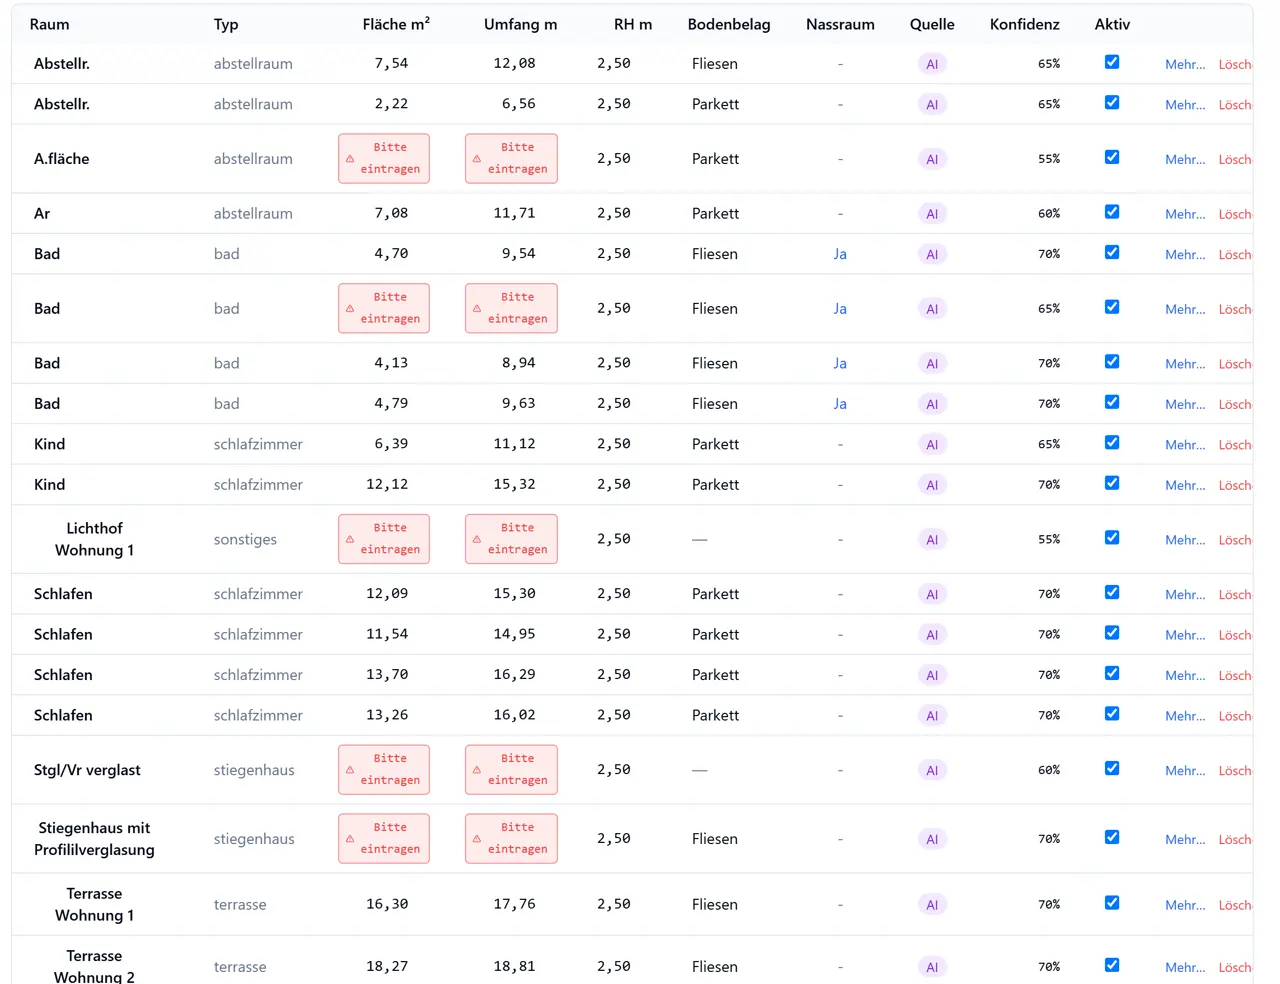 Raum Typ Fläche m² Umfang m RH m Bodenbelag Nassraum Quelle Konfidenz Aktiv
Abstellr. abstellraum 7,54 12,08 2,50 Fliesen - AI 65% Mehr... Lösch
Abstellr. abstellraum 2,22 6,56 2,50 Parkett - AI 65% Mehr... Lösch
A.fläche abstellraum ⚠ Bitte eintragen ⚠ Bitte eintragen 2,50 Parkett - AI 55% Mehr... Lösch
Ar abstellraum 7,08 11,71 2,50 Parkett - AI 60% Mehr... Lösch
Bad bad 4,70 9,54 2,50 Fliesen Ja AI 70% Mehr... Lösch
Bad bad ⚠ Bitte eintragen ⚠ Bitte eintragen 2,50 Fliesen Ja AI 65% Mehr... Lösch
Bad bad 4,13 8,94 2,50 Fliesen Ja AI 70% Mehr... Lösch
Bad bad 4,79 9,63 2,50 Fliesen Ja AI 70% Mehr... Lösch
Kind schlafzimmer 6,39 11,12 2,50 Parkett - AI 65% Mehr... Lösch
Kind schlafzimmer 12,12 15,32 2,50 Parkett - AI 70% Mehr... Lösch
Lichthof Wohnung 1 sonstiges ⚠ Bitte eintragen ⚠ Bitte eintragen 2,50 — - AI 55% Mehr... Lösch
Schlafen schlafzimmer 12,09 15,30 2,50 Parkett - AI 70% Mehr... Lösch
Schlafen schlafzimmer 11,54 14,95 2,50 Parkett - AI 70% Mehr... Lösch
Schlafen schlafzimmer 13,70 16,29 2,50 Parkett - AI 70% Mehr... Lösch
Schlafen schlafzimmer 13,26 16,02 2,50 Parkett - AI 70% Mehr... Lösch
Stgl/Vr verglast stiegenhaus ⚠ Bitte eintragen ⚠ Bitte eintragen 2,50 — - AI 60% Mehr... Lösch
Stiegenhaus mit Profililverglasung stiegenhaus ⚠ Bitte eintragen ⚠ Bitte eintragen 2,50 Fliesen - AI 70% Mehr... Lösch
Terrasse Wohnung 1 terrasse 16,30 17,76 2,50 Fliesen - AI 70% Mehr... Lösch
Terrasse Wohnung 2 terrasse 18,27 18,81 2,50 Fliesen - AI 70% Mehr... Lösch